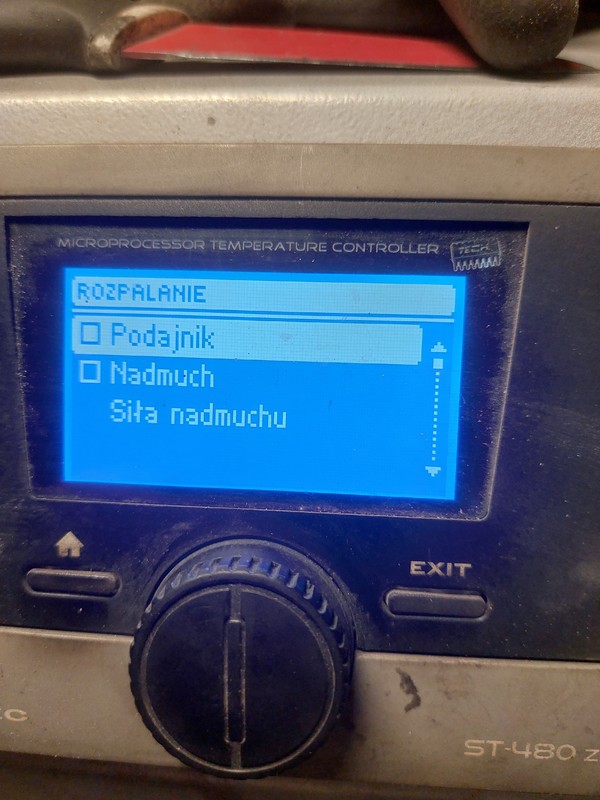 MICROPROCESSOR TEMPERATURE CONTROLLER
TECH
ROZPALANIE
Podajnik
Nadmuch
Siła nadmuchu
EXIT
ST-480 z